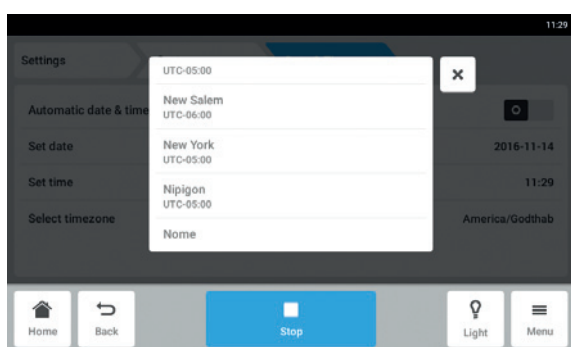 11:29
Settings
UTC-05:00
New Salem
UTC-06:00
New York
UTC-05:00
Nipigon
UTC-05:00
Nome
Automatic date & time
Set date
2016-11-14
Set time
11:29
Select timezone
America/Godthab
Home
Back
Stop
Light
Menu